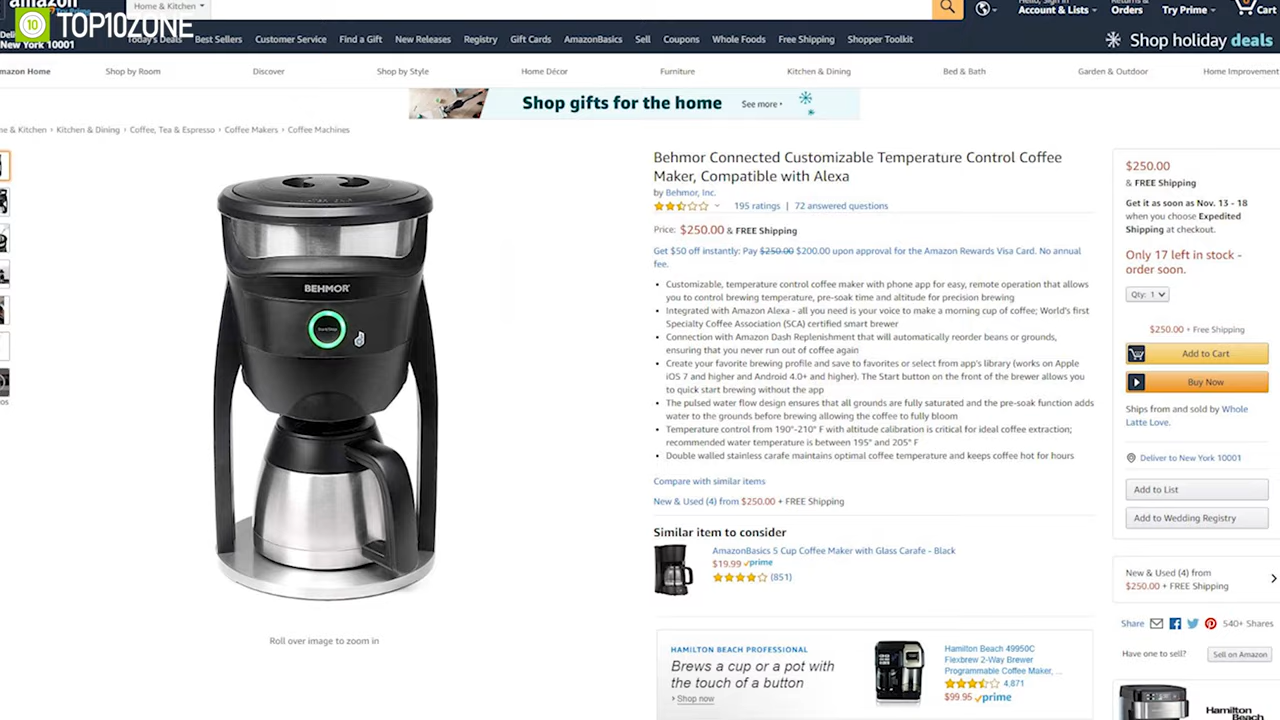 amazon
Try Prime
TOP10ZONE
10
Home & Kitchen
Hello, Sign in
Account & Lists
Returns &
Orders
Try Prime
0
Cart
Deli
New York 10001
Today's Deals
Best Sellers
Customer Service
Find a Gift
New Releases
Registry
Gift Cards
AmazonBasics
Sell
Coupons
Whole Foods
Free Shipping
Shopper Toolkit
Shop holiday deals
mazon Home
Shop by Room
Discover
Shop by Style
Home Décor
Furniture
Kitchen & Dining
Bed & Bath
Garden & Outdoor
Home Improvement
Shop gifts for the home
See more ›
me & Kitchen › Kitchen & Dining › Coffee, Tea & Espresso › Coffee Makers › Coffee Machines
BEHMOR
Roll over image to zoom in
Behmor Connected Customizable Temperature Control Coffee
Maker, Compatible with Alexa
by Behmor, Inc.
195 ratings | 72 answered questions
Price: $250.00 & FREE Shipping
Get $50 off instantly: Pay $250.00 $200.00 upon approval for the Amazon Rewards Visa Card. No annual
fee.
• Customizable, temperature control coffee maker with phone app for easy, remote operation that allows
you to control brewing temperature, pre-soak time and altitude for precision brewing
• Integrated with Amazon Alexa - all you need is your voice to make a morning cup of coffee; World's first
Specialty Coffee Association (SCA) certified smart brewer
• Connection with Amazon Dash Replenishment that will automatically reorder beans or grounds,
ensuring that you never run out of coffee again
• Create your favorite brewing profile and save to favorites or select from app's library (works on Apple
iOS 7 and higher and Android 4.0+ and higher). The Start button on the front of the brewer allows you
to quick start brewing without the app
• The pulsed water flow design ensures that all grounds are fully saturated and the pre-soak function adds
water to the grounds before brewing allowing the coffee to fully bloom
• Temperature control from 190°-210° F with altitude calibration is critical for ideal coffee extraction;
recommended water temperature is between 195° and 205° F
• Double walled stainless carafe maintains optimal coffee temperature and keeps coffee hot for hours
Compare with similar items
New & Used (4) from $250.00 + FREE Shipping
Similar item to consider
AmazonBasics 5 Cup Coffee Maker with Glass Carafe - Black
$19.99 prime
(851)
HAMILTON BEACH PROFESSIONAL
Brews a cup or a pot with
the touch of a button
› Shop now
Hamilton Beach 49950C
Flexbrew 2-Way Brewer
Programmable Coffee Maker, ...
4,871
$99.95 prime
$250.00
& FREE Shipping
Get it as soon as Nov. 13 - 18
when you choose Expedited
Shipping at checkout.
Only 17 left in stock -
order soon.
Qty: 1
$250.00 + Free Shipping
Add to Cart
Buy Now
Ships from and sold by Whole
Latte Love.
Deliver to New York 10001
Add to List
Add to Wedding Registry
New & Used (4) from
$250.00 + FREE Shipping
Share
540+ Shares
Have one to sell?
Sell on Amazon
Hamilton
Beach